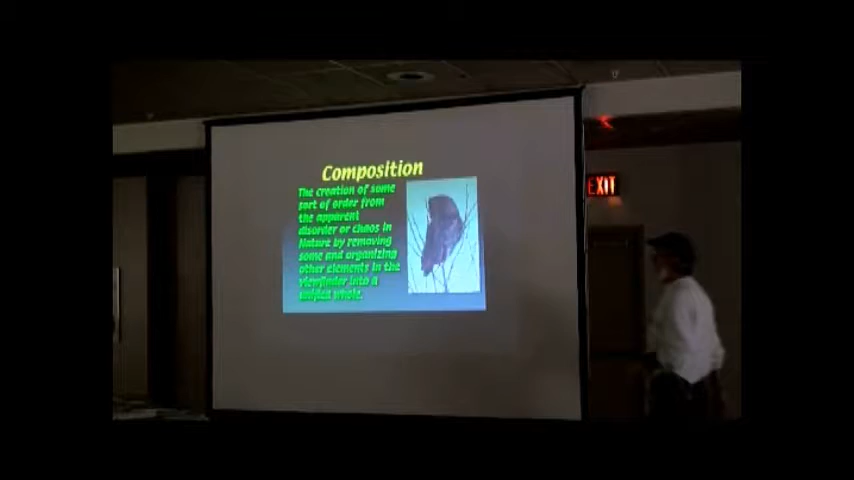 Composition
The creation of some
sort of order from
the apparent
disorder or chaos in
Nature by removing
some and organizing
other elements in the
viewfinder into a
unified whole.
EXIT